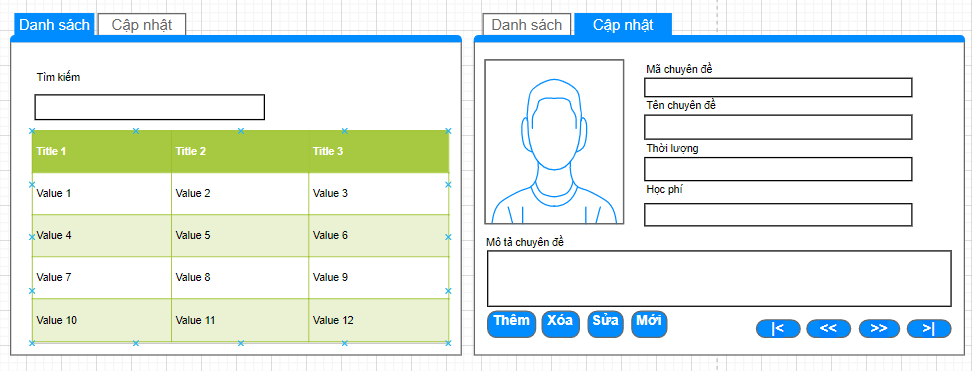 Danh sách Cập nhật
Tìm kiếm
Title 1 Title 2 Title 3
Value 1 Value 2 Value 3
Value 4 Value 5 Value 6
Value 7 Value 8 Value 9
Value 10 Value 11 Value 12
Danh sách Cập nhật
Mã chuyên đề
Tên chuyên đề
Thời lượng
Học phí
Mô tả chuyên đề
Thêm Xóa Sửa Mới |< << >> >|